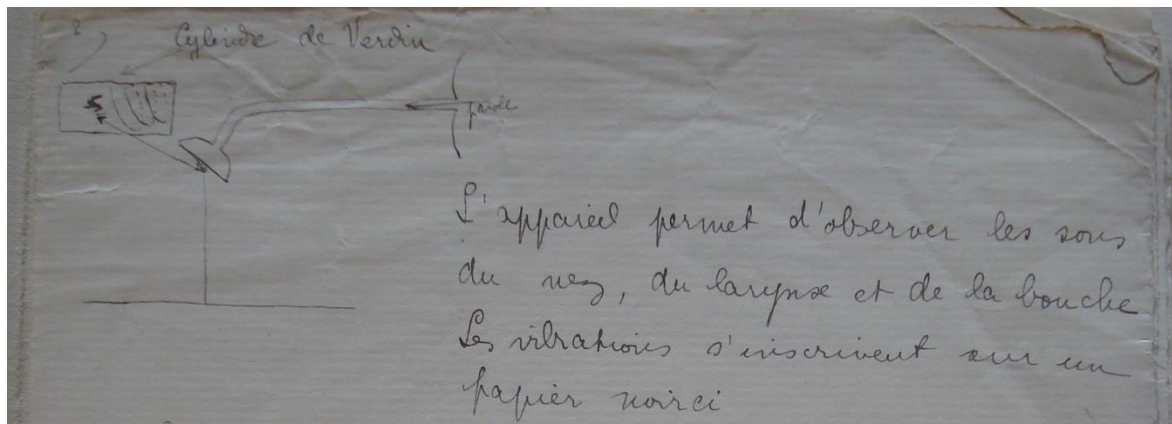 2)
Cylindre de Verdin
parole
L'appareil permet d'observer les sons
du nez, du larynx et de la bouche
Les vibrations s'inscrivent sur un
papier noirci